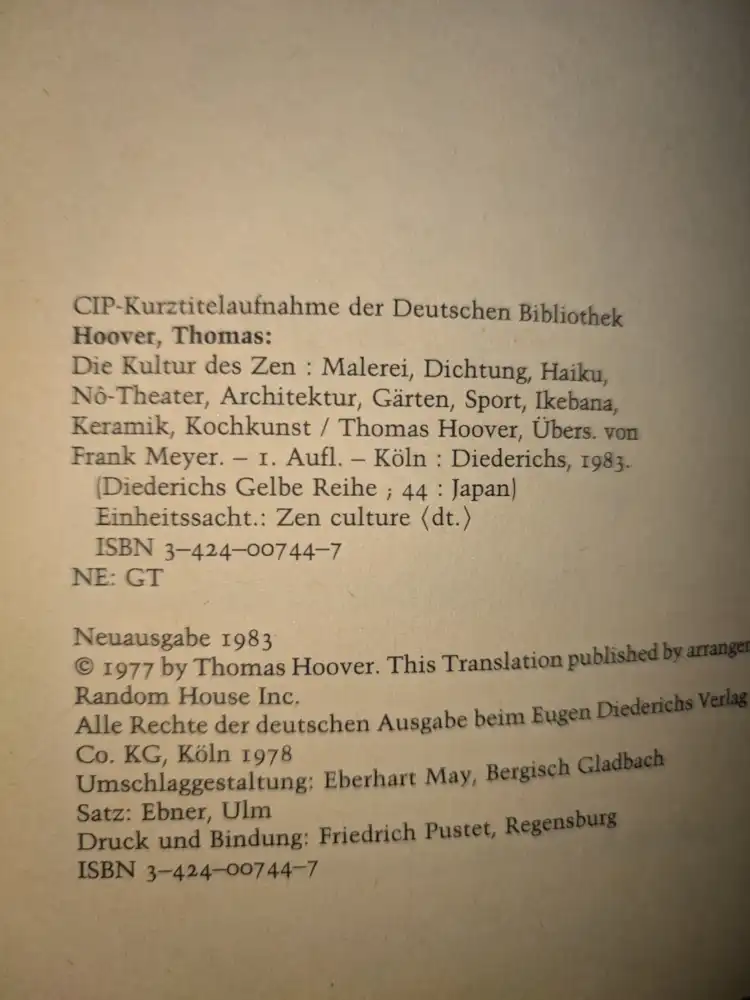 CIP-Kurztitelaufnahme der Deutschen Bibliothek
Hoover, Thomas:
Die Kultur des Zen : Malerei, Dichtung, Haiku,
Nô-Theater, Architektur, Gärten, Sport, Ikebana,
Keramik, Kochkunst / Thomas Hoover, Übers. von
Frank Meyer. – 1. Aufl. – Köln : Diederichs, 1983.
(Diederichs Gelbe Reihe ; 44 : Japan)
Einheitssacht.: Zen culture ⟨dt.⟩
ISBN 3–424–00744–7
NE: GT
Neuausgabe 1983
© 1977 by Thomas Hoover. This Translation published by
Random House Inc.
Alle Rechte der deutschen Ausgabe beim Eugen Diederichs Verlag
Co. KG, Köln 1978
Umschlaggestaltung: Eberhart May, Bergisch Gladbach
Satz: Ebner, Ulm
Druck und Bindung: Friedrich Pustet, Regensburg
ISBN 3–424–00744–7